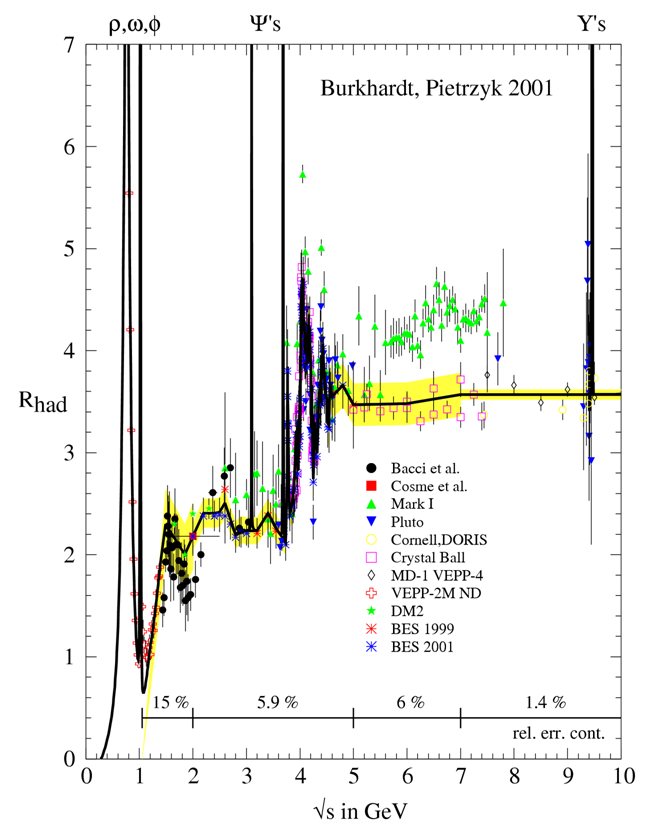 ρ,ω,ϕ Ψ's Υ's
7
Burkhardt, Pietrzyk 2001
6
5
4
R_had
3
Bacci et al.
Cosme et al.
Mark I
Pluto
Cornell,DORIS
Crystal Ball
MD-1 VEPP-4
VEPP-2M ND
DM2
BES 1999
BES 2001
2
1
15 % 5.9 % 6 % 1.4 %
rel. err. cont.
0
0 1 2 3 4 5 6 7 8 9 10
√s in GeV